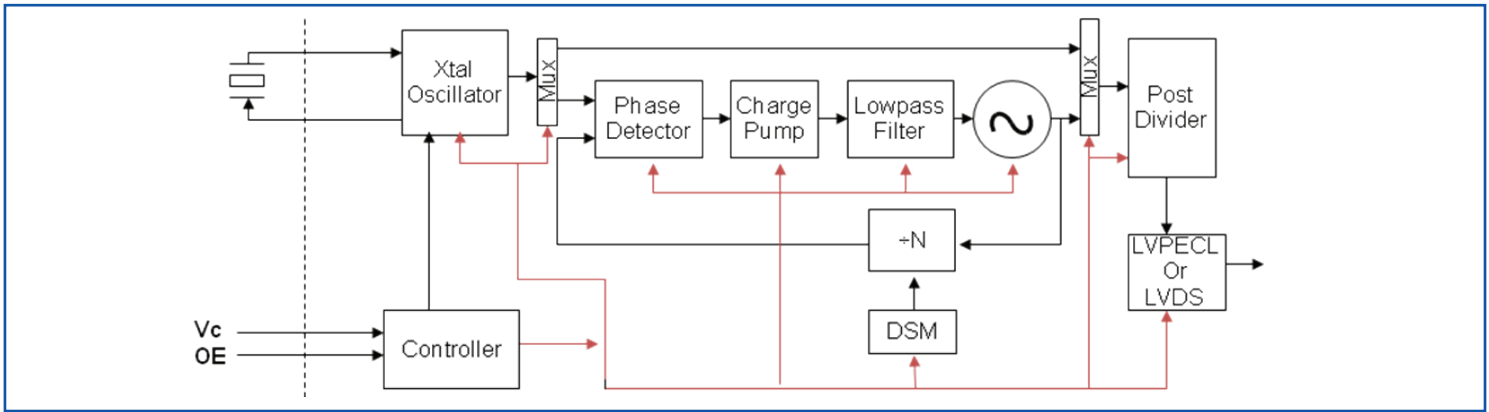 Xtal
Oscillator
Mux
Phase
Detector
Charge
Pump
Lowpass
Filter
Mux
Post
Divider
÷N
LVPECL
Or
LVDS
DSM
Vc
OE
Controller